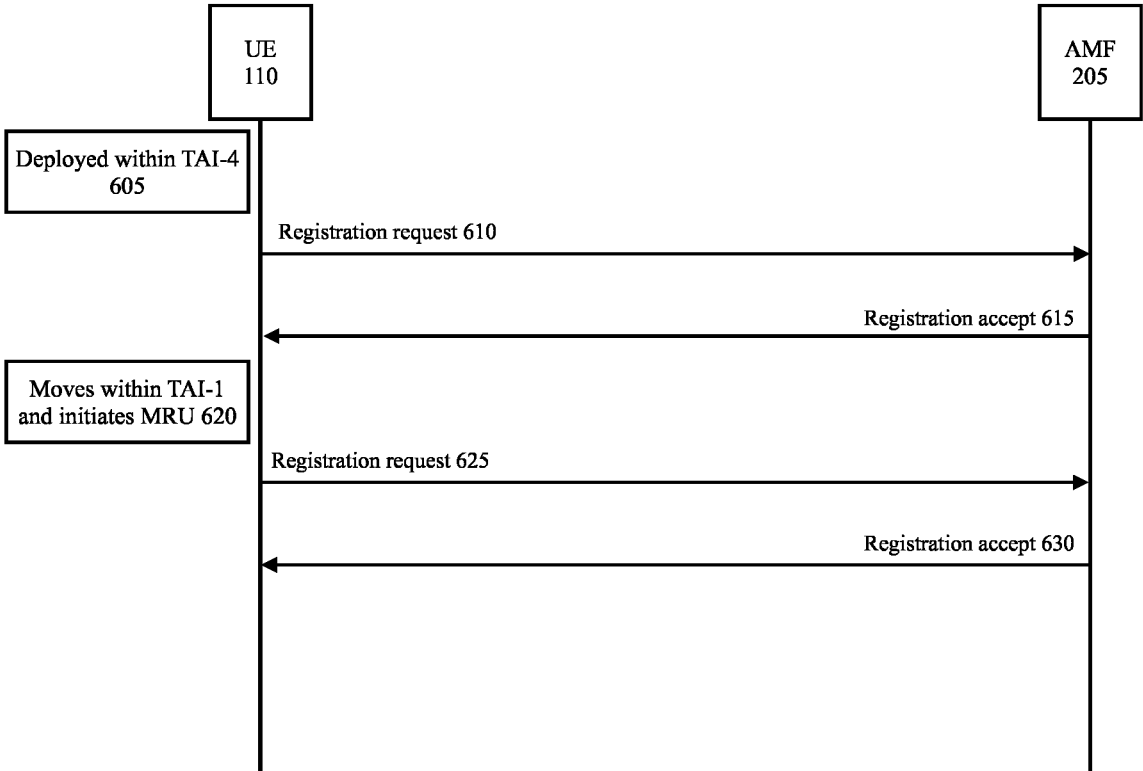 UE
110
AMF
205
Deployed within TAI-4
605
Registration request 610
Registration accept 615
Moves within TAI-1
and initiates MRU 620
Registration request 625
Registration accept 630